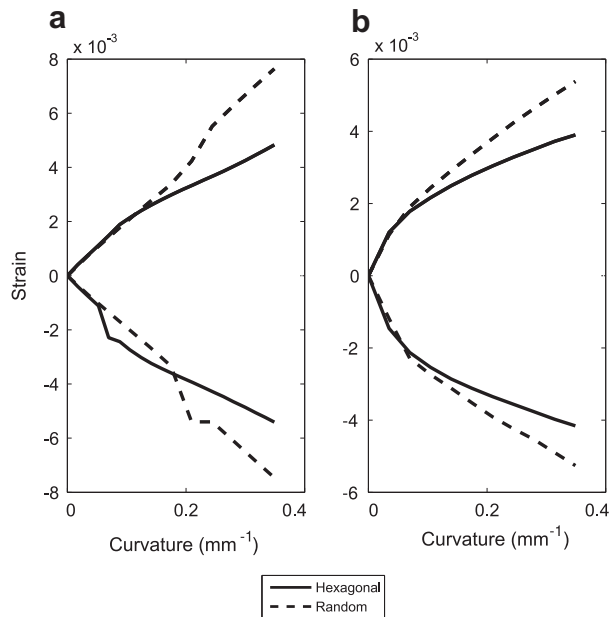 a
x 10⁻³
8
6
4
2
0
-2
-4
-6
-8
Strain
0
0.2
0.4
Curvature (mm⁻¹)
b
x 10⁻³
6
4
2
0
-2
-4
-6
0
0.2
0.4
Curvature (mm⁻¹)
Hexagonal
Random